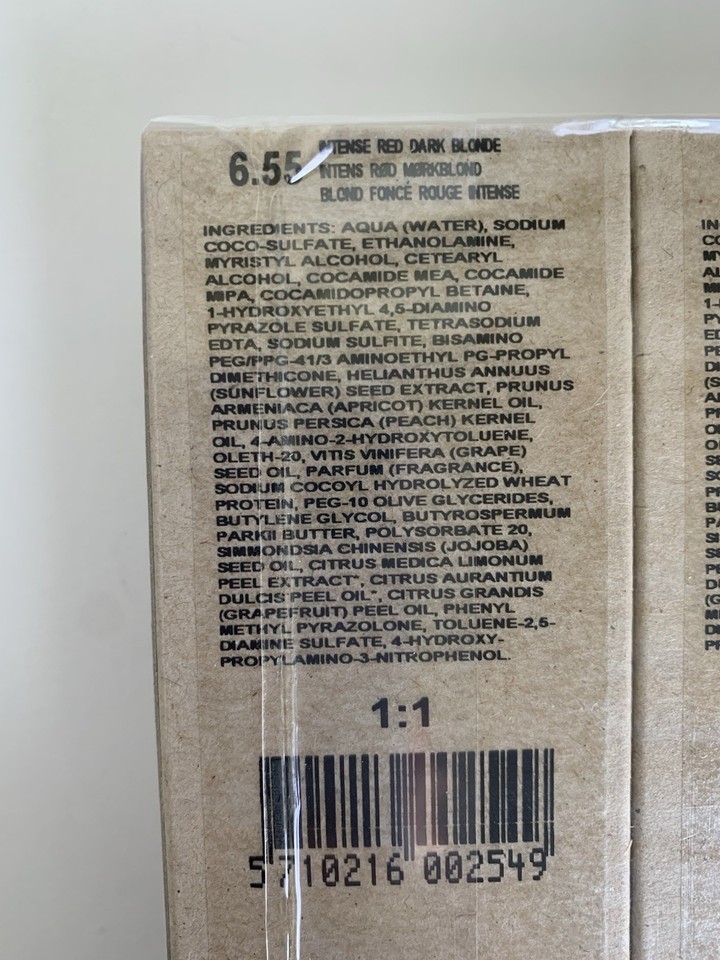 6.55 INTENSE RED DARK BLONDE
INTENS RØD MØRKBLOND
BLOND FONCÉ ROUGE INTENSE
INGREDIENTS: AQUA (WATER), SODIUM
COCO-SULFATE, ETHANOLAMINE,
MYRISTYL ALCOHOL, CETEARYL
ALCOHOL, COCAMIDE MEA, COCAMIDE
MIPA, COCAMIDOPROPYL BETAINE,
1-HYDROXYETHYL 4,5-DIAMINO
PYRAZOLE SULFATE, TETRASODIUM
EDTA, SODIUM SULFITE, BISAMINO
PEG/PPG-41/3 AMINOETHYL PG-PROPYL
DIMETHICONE, HELIANTHUS ANNUUS
(SUNFLOWER) SEED EXTRACT, PRUNUS
ARMENIACA (APRICOT) KERNEL OIL,
PRUNUS PERSICA (PEACH) KERNEL
OIL, 4-AMINO-2-HYDROXYTOLUENE,
OLETH-20, VITIS VINIFERA (GRAPE)
SEED OIL, PARFUM (FRAGRANCE),
SODIUM COCOYL HYDROLYZED WHEAT
PROTEIN, PEG-10 OLIVE GLYCERIDES,
BUTYLENE GLYCOL, BUTYROSPERMUM
PARKII BUTTER, POLYSORBATE 20,
SIMMONDSIA CHINENSIS (JOJOBA)
SEED OIL, CITRUS MEDICA LIMONUM
PEEL EXTRACT*, CITRUS AURANTIUM
DULCIS PEEL OIL*, CITRUS GRANDIS
(GRAPEFRUIT) PEEL OIL, PHENYL
METHYL PYRAZOLONE, TOLUENE-2,5-
DIAMINE SULFATE, 4-HYDROXY-
PROPYLAMINO-3-NITROPHENOL.
1:1
5 710216 002549